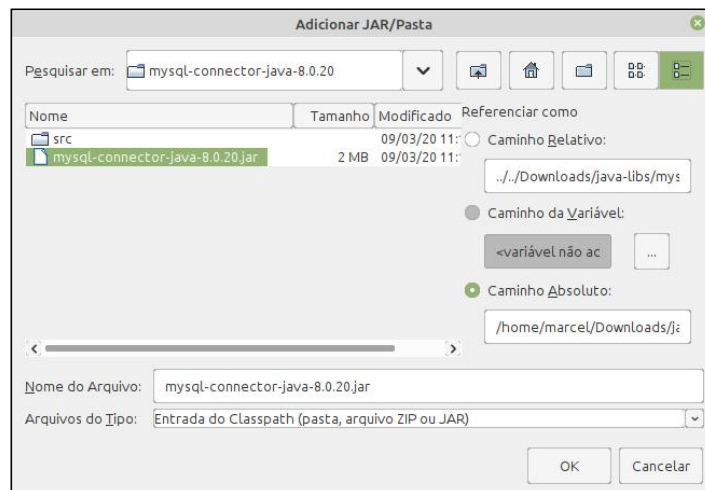 Adicionar JAR/Pasta
Pesquisar em: mysql-connector-java-8.0.20
Nome Tamanho Modificado
src 09/03/20 11:
mysql-connector-java-8.0.20.jar 2 MB 09/03/20 11:
Referenciar como
Caminho Relativo:
../../Downloads/java-libs/mys
Caminho da Variável:
<variável não ac
...
Caminho Absoluto:
/home/marcel/Downloads/ja
Nome do Arquivo: mysql-connector-java-8.0.20.jar
Arquivos do Tipo: Entrada do Classpath (pasta, arquivo ZIP ou JAR)
OK Cancelar